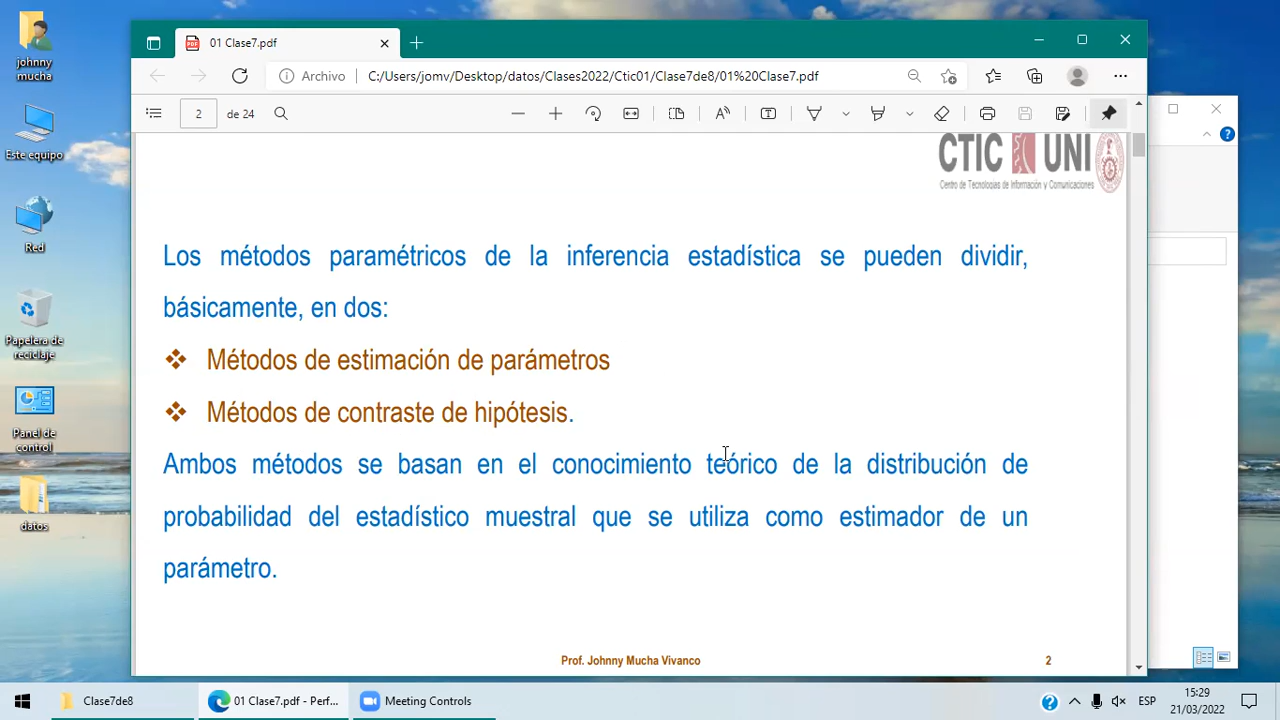 johnny
mucha
Este equipo
Red
Papelera de
reciclaje
Panel de
control
datos
01 Clase7.pdf
Archivo
C:/Users/jomv/Desktop/datos/Clases2022/Ctic01/Clase7de8/01%20Clase7.pdf
2 de 24
CTIC UNI
Centro de Tecnologías de Información y Comunicaciones
Los métodos paramétricos de la inferencia estadística se pueden dividir,
básicamente, en dos:
❖ Métodos de estimación de parámetros
❖ Métodos de contraste de hipótesis.
Ambos métodos se basan en el conocimiento teórico de la distribución de
probabilidad del estadístico muestral que se utiliza como estimador de un
parámetro.
Prof. Johnny Mucha Vivanco 2
Clase7de8
01 Clase7.pdf - Perf...
Meeting Controls
ESP
15:29
21/03/2022